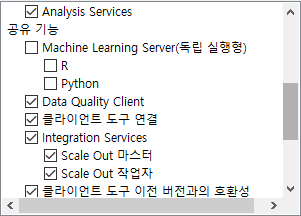 Analysis Services
공유 기능
Machine Learning Server(독립 실행형)
R
Python
Data Quality Client
클라이언트 도구 연결
Integration Services
Scale Out 마스터
Scale Out 작업자
클라이언트 도구 이전 버전과의 호환성